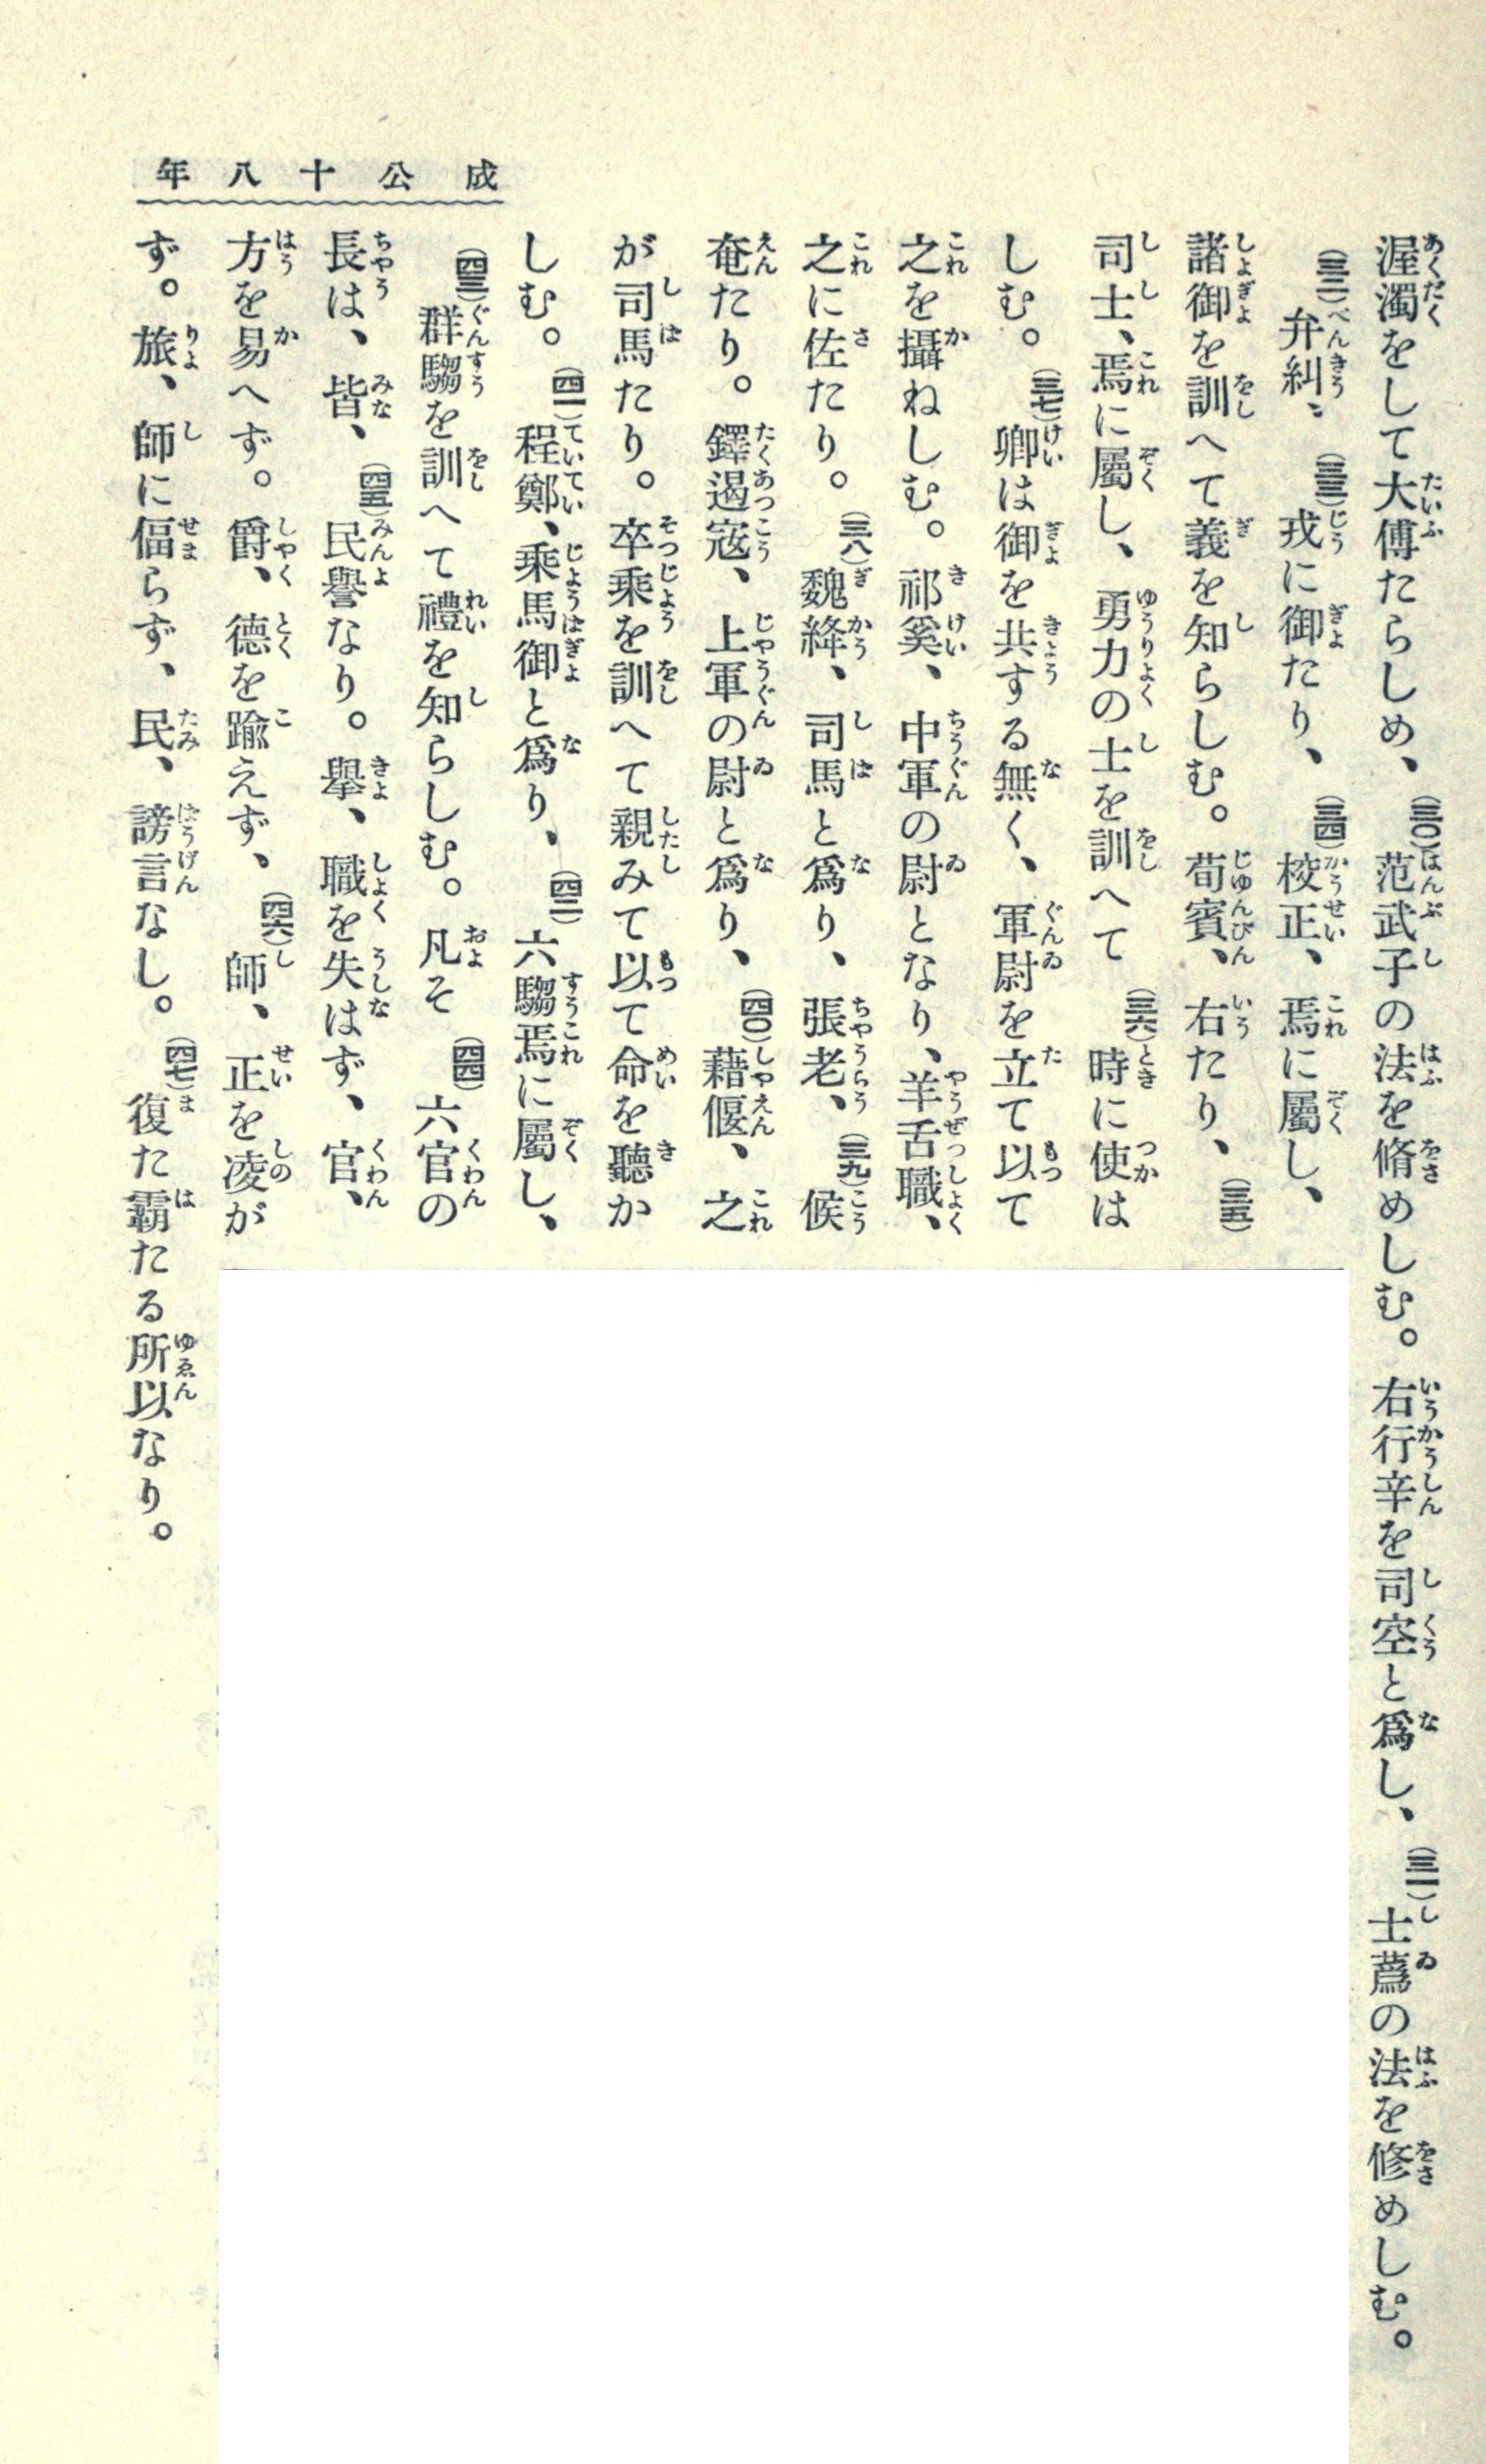 成公十八年
渥濁をして大傅たらしめ、(三〇)范武子の法を脩めしむ。右行辛を司空と爲し、(三一)士蔿の法を修めしむ。
(三二)弁糾、(三三)戎に御たり、(三四)校正、焉に屬し、
諸御を訓へて義を知らしむ。荀賓、右たり、(三五)
司士、焉に屬し、勇力の士を訓へて(三六)時に使は
しむ。(三七)卿は御を共する無く、軍尉を立て以て
之を攝ねしむ。祁奚、中軍の尉となり、羊舌職、
之に佐たり。(三八)魏絳、司馬と爲り、張老、(三九)候
奄たり。鐸遏寇、上軍の尉と爲り、(四〇)藉偃、之
が司馬たり。卒乘を訓へて親みて以て命を聽か
しむ。(四一)程鄭、乘馬御と爲り、(四二)六騶焉に屬し、
(四三)群騶を訓へて禮を知らしむ。凡そ(四四)六官の
長は、皆、(四五)民譽なり。擧、職を失はず、官、
方を易へず。爵、德を踰えず、(四六)師、正を凌が
ず。旅、師に偪らず、民、謗言なし。(四七)復た霸たる所以なり。